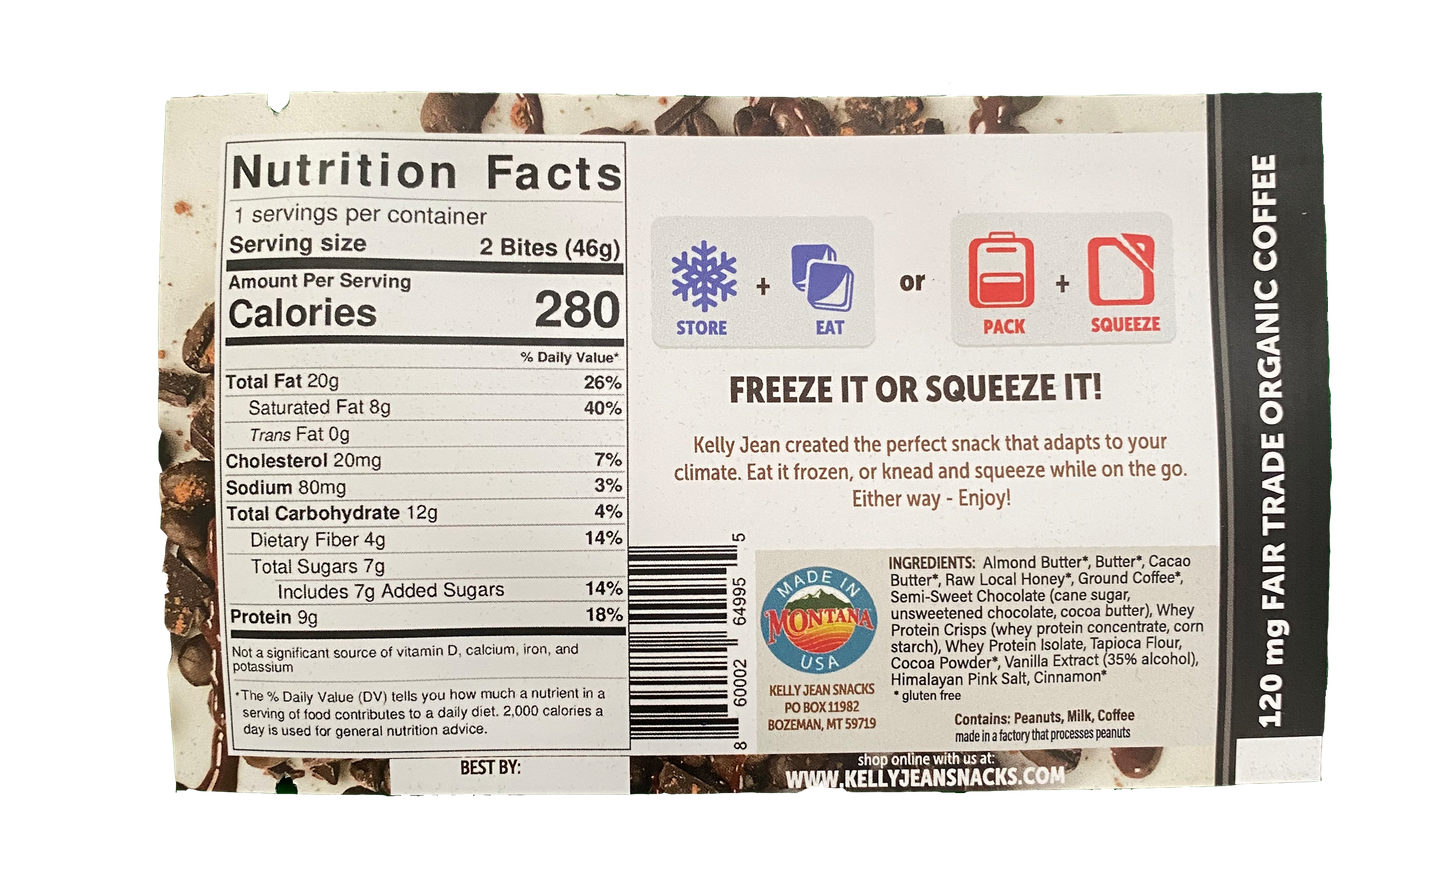 Nutrition Facts
1 servings per container
Serving size 2 Bites (46g)
Amount Per Serving
Calories 280
% Daily Value*
Total Fat 20g 26%
Saturated Fat 8g 40%
Trans Fat 0g
Cholesterol 20mg 7%
Sodium 80mg 3%
Total Carbohydrate 12g 4%
Dietary Fiber 4g 14%
Total Sugars 7g
Includes 7g Added Sugars 14%
Protein 9g 18%
Not a significant source of vitamin D, calcium, iron, and
potassium
*The % Daily Value (DV) tells you how much a nutrient in a
serving of food contributes to a daily diet. 2,000 calories a
day is used for general nutrition advice.
BEST BY:
STORE + EAT or PACK + SQUEEZE
FREEZE IT OR SQUEEZE IT!
Kelly Jean created the perfect snack that adapts to your
climate. Eat it frozen, or knead and squeeze while on the go.
Either way - Enjoy!
8 60002 64995 5
MADE IN
MONTANA
USA
KELLY JEAN SNACKS
PO BOX 11982
BOZEMAN, MT 59719
INGREDIENTS: Almond Butter*, Butter*, Cacao
Butter*, Raw Local Honey*, Ground Coffee*,
Semi-Sweet Chocolate (cane sugar,
unsweetened chocolate, cocoa butter), Whey
Protein Crisps (whey protein concentrate, corn
starch), Whey Protein Isolate, Tapioca Flour,
Cocoa Powder*, Vanilla Extract (35% alcohol),
Himalayan Pink Salt, Cinnamon*
* gluten free
Contains: Peanuts, Milk, Coffee
made in a factory that processes peanuts
shop online with us at:
WWW.KELLYJEANSNACKS.COM
120 mg FAIR TRADE ORGANIC COFFEE